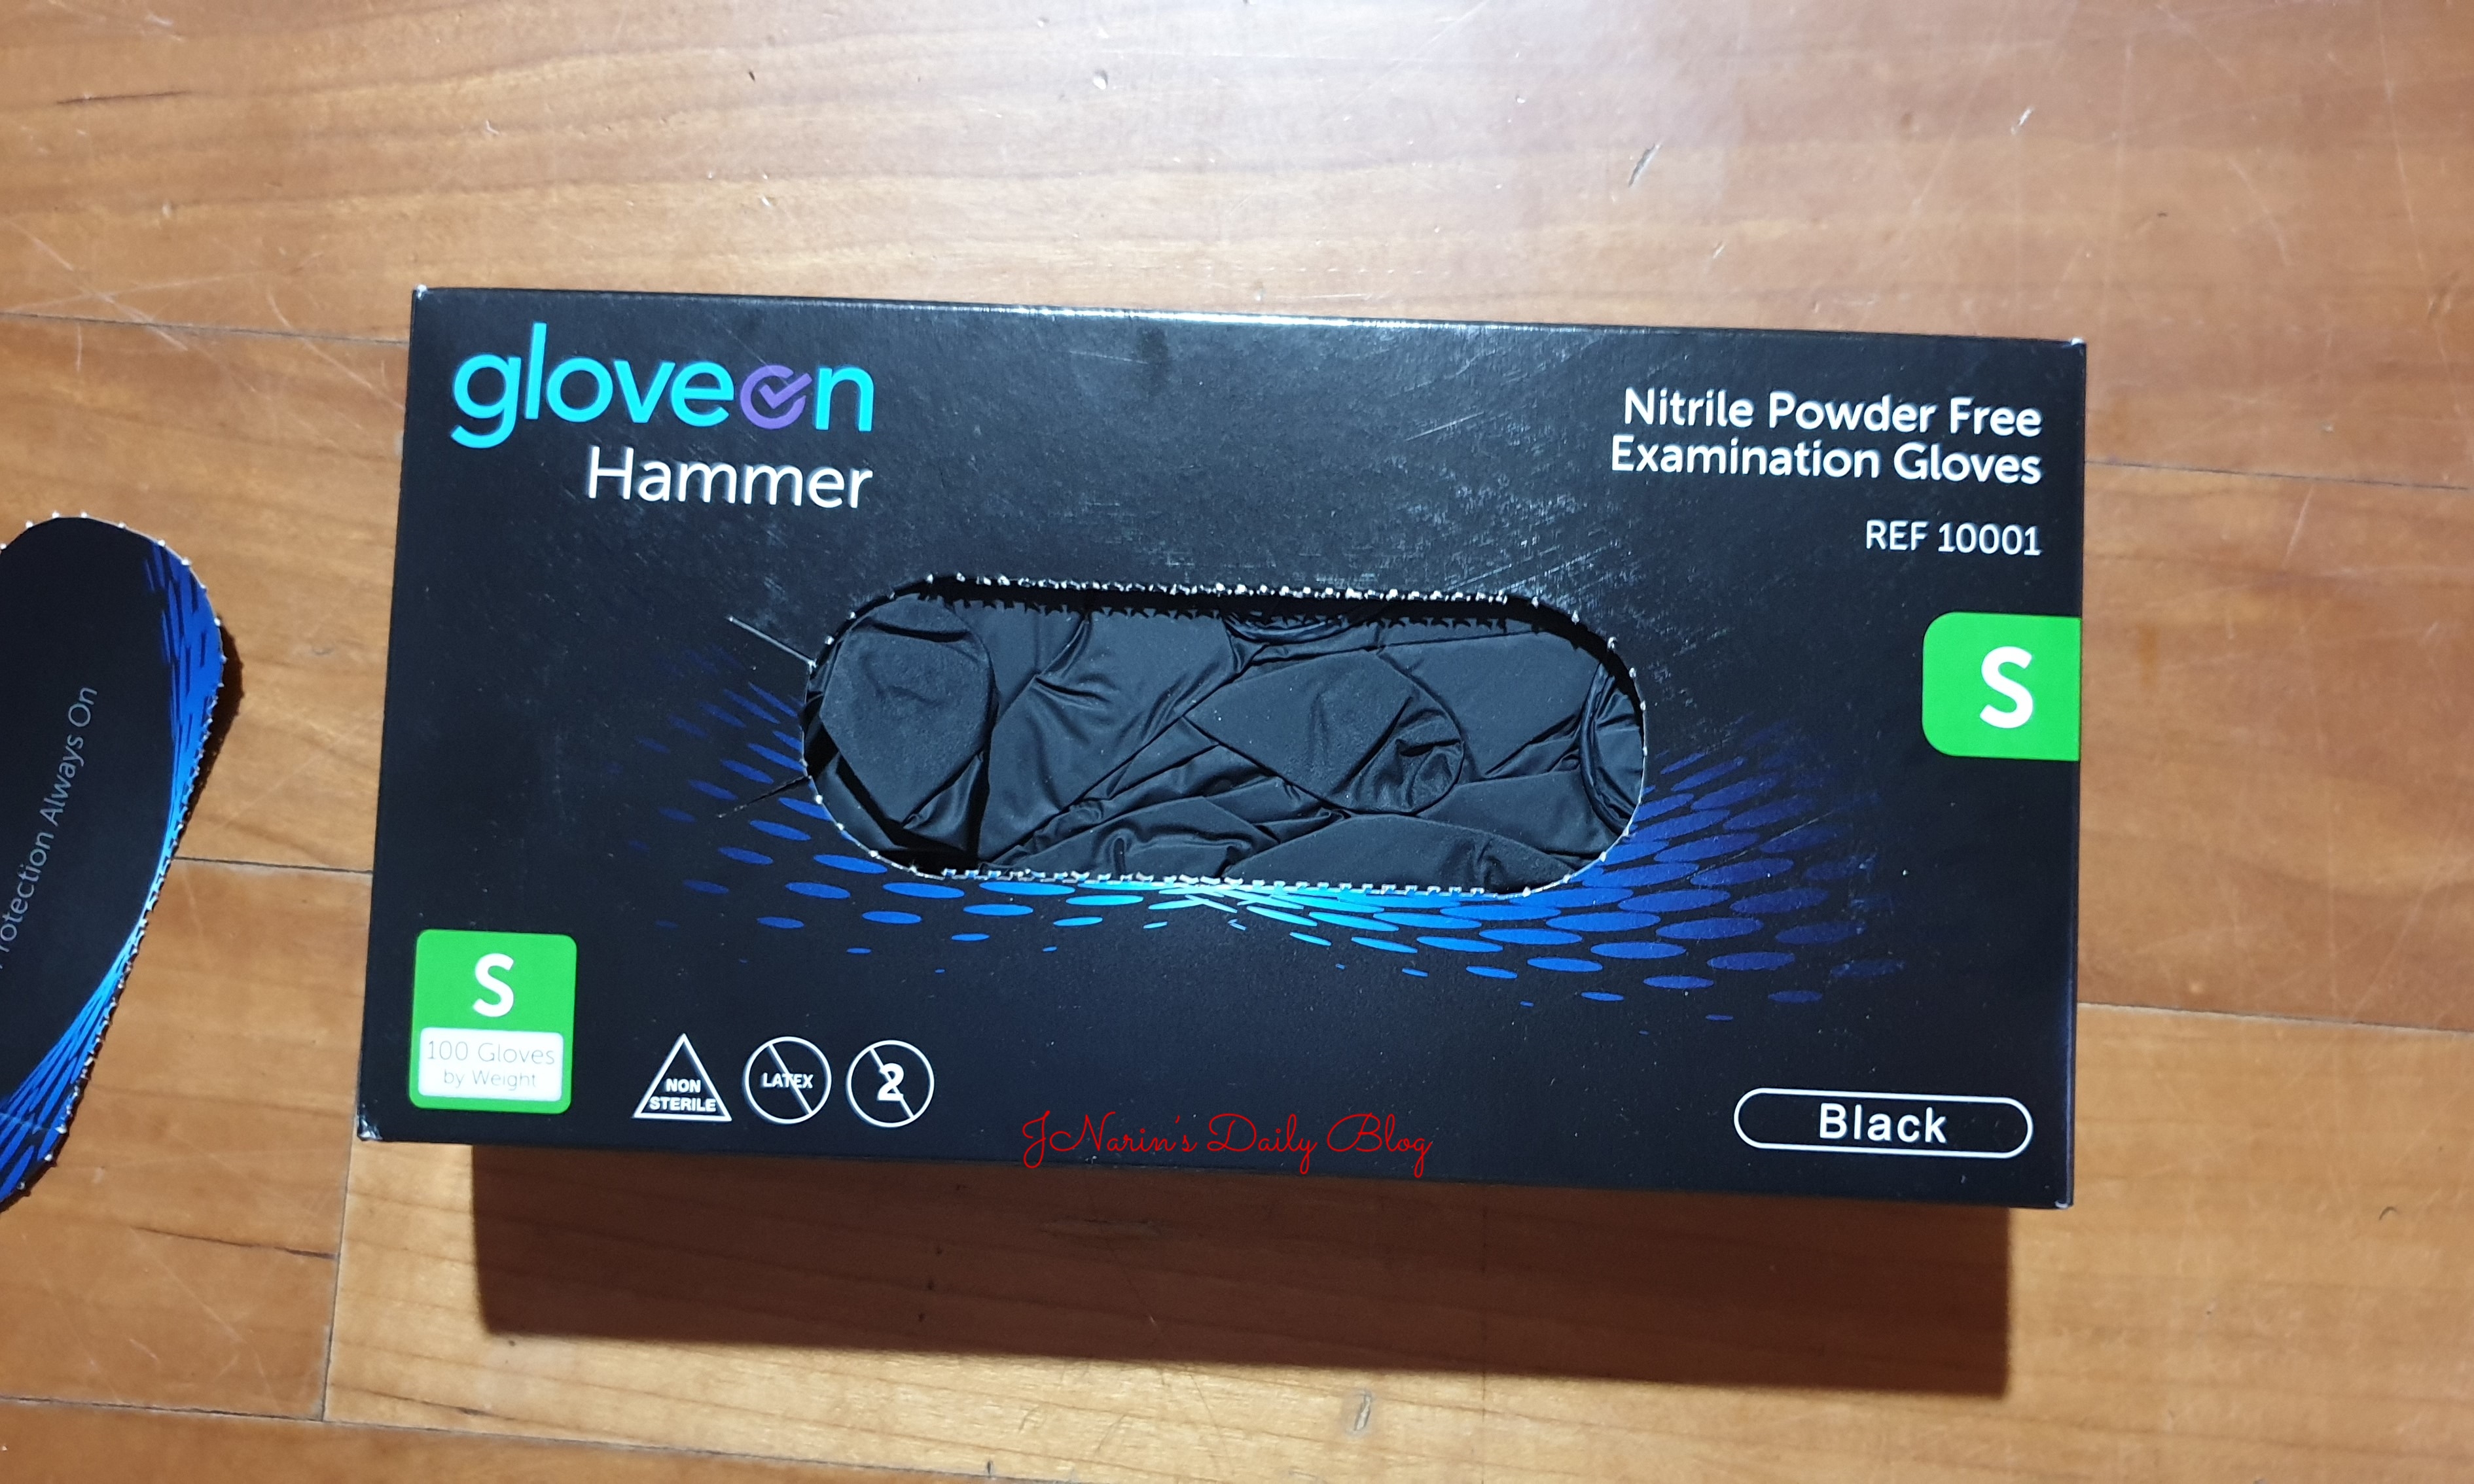 gloveon
Hammer
Nitrile Powder Free
Examination Gloves
REF 10001
S
Always On
S
100 Gloves
by Weight
NON
STERILE
LATEX
2
Black
JNarin's Daily Blog